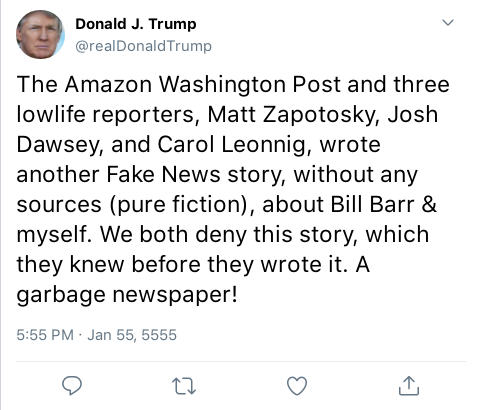 Donald J. Trump
@realDonaldTrump
The Amazon Washington Post and three
lowlife reporters, Matt Zapotosky, Josh
Dawsey, and Carol Leonnig, wrote
another Fake News story, without any
sources (pure fiction), about Bill Barr &
myself. We both deny this story, which
they knew before they wrote it. A
garbage newspaper!
5:55 PM · Jan 55, 5555